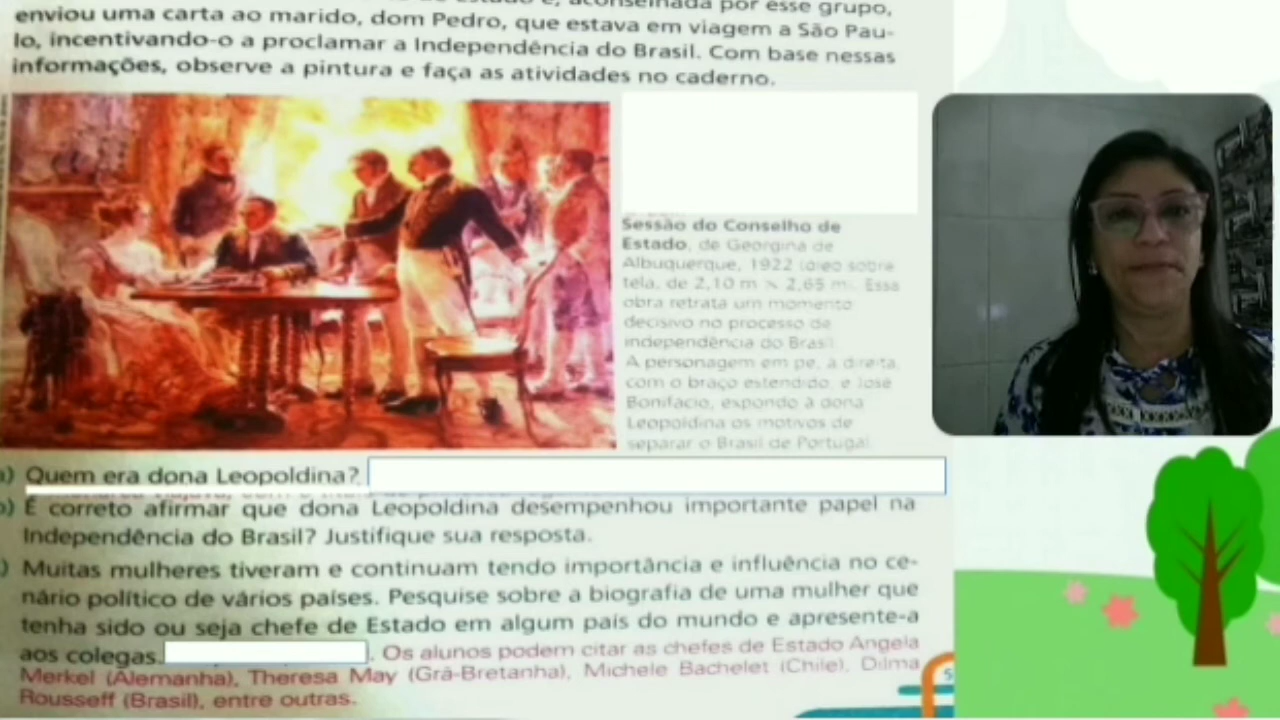 enviou uma carta ao marido, dom Pedro, que estava em viagem a São Pau-
lo, incentivando-o a proclamar a Independência do Brasil. Com base nessas
informações, observe a pintura e faça as atividades no caderno.
Sessão do Conselho de
Estado, de Georgina de
Albuquerque, 1922 (óleo sobre
tela, de 2,10 m x 2,65 m). Essa
obra retrata um momento
decisivo no processo de
independência do Brasil.
A personagem em pé, à direita,
com o braço estendido, é José
Bonifácio, expondo à dona
Leopoldina os motivos de
separar o Brasil de Portugal.
a) Quem era dona Leopoldina?
b) É correto afirmar que dona Leopoldina desempenhou importante papel na
Independência do Brasil? Justifique sua resposta.
) Muitas mulheres tiveram e continuam tendo importância e influência no ce-
nário político de vários países. Pesquise sobre a biografia de uma mulher que
tenha sido ou seja chefe de Estado em algum país do mundo e apresente-a
aos colegas. . Os alunos podem citar as chefes de Estado Angela
Merkel (Alemanha), Theresa May (Grã-Bretanha), Michele Bachelet (Chile), Dilma
Rousseff (Brasil), entre outras.